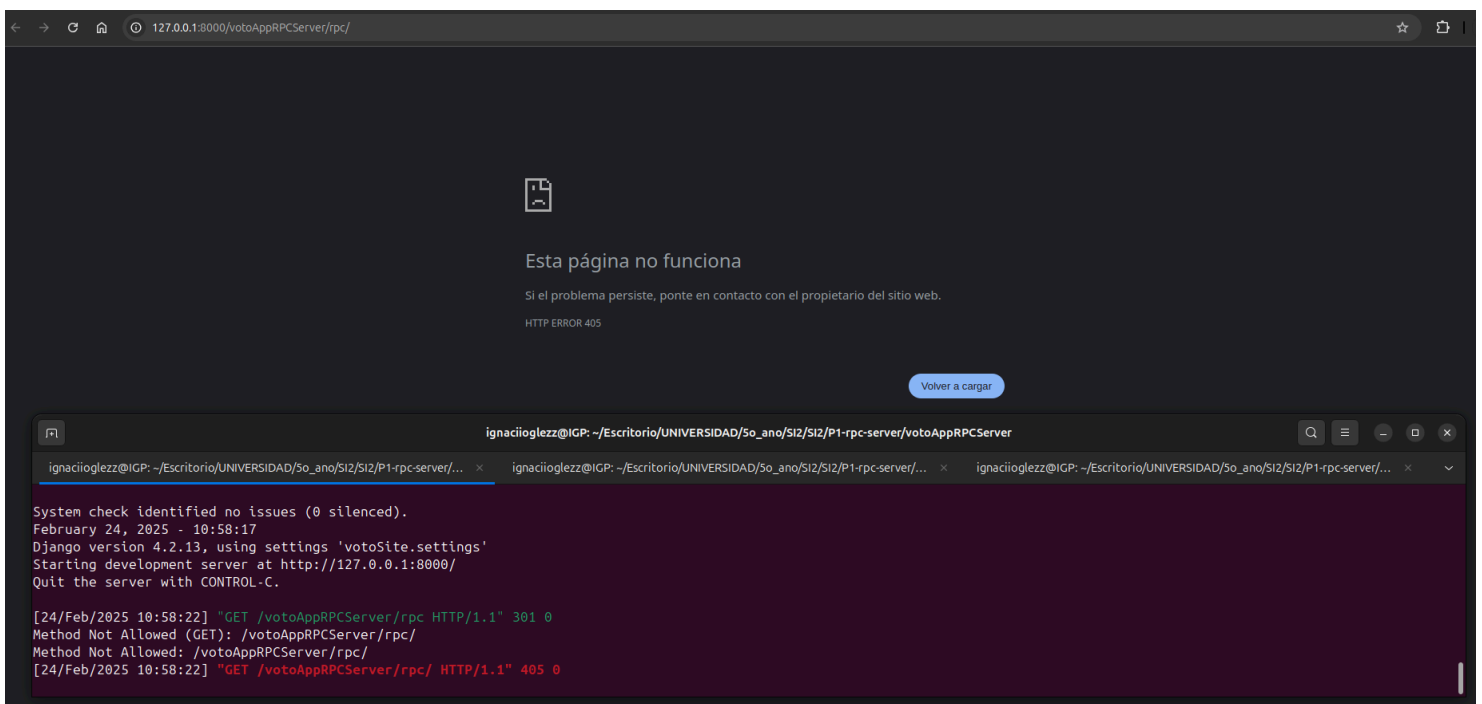 127.0.0.1:8000/votoAppRPCServer/rpc/
Esta página no funciona
Si el problema persiste, ponte en contacto con el propietario del sitio web.
HTTP ERROR 405
Volver a cargar
ignaciioglezz@IGP: ~/Escritorio/UNIVERSIDAD/5o_ano/SI2/SI2/P1-rpc-server/votoAppRPCServer
ignaciioglezz@IGP: ~/Escritorio/UNIVERSIDAD/5o_ano/SI2/SI2/P1-rpc-server/... ignaciioglezz@IGP: ~/Escritorio/UNIVERSIDAD/5o_ano/SI2/SI2/P1-rpc-server/... ignaciioglezz@IGP: ~/Escritorio/UNIVERSIDAD/5o_ano/SI2/SI2/P1-rpc-server/...
System check identified no issues (0 silenced).
February 24, 2025 - 10:58:17
Django version 4.2.13, using settings 'votoSite.settings'
Starting development server at http://127.0.0.1:8000/
Quit the server with CONTROL-C.
[24/Feb/2025 10:58:22] "GET /votoAppRPCServer/rpc HTTP/1.1" 301 0
Method Not Allowed (GET): /votoAppRPCServer/rpc/
Method Not Allowed: /votoAppRPCServer/rpc/
[24/Feb/2025 10:58:22] "GET /votoAppRPCServer/rpc/ HTTP/1.1" 405 0